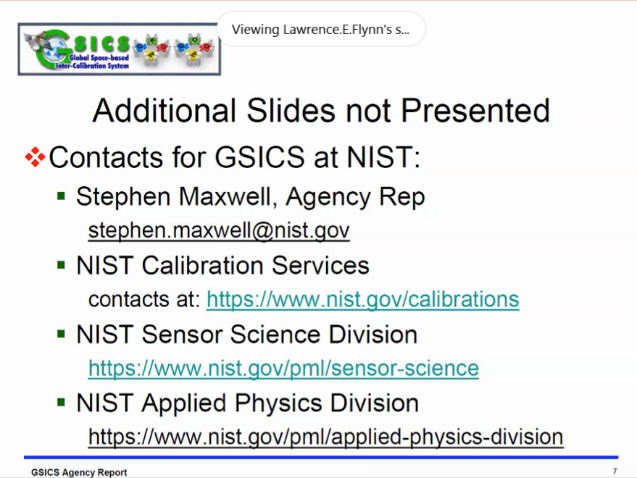 Viewing Lawrence.E.Flynn's s...
GSICS
Global Space-based
Inter-Calibration System
Additional Slides not Presented
Contacts for GSICS at NIST:
Stephen Maxwell, Agency Rep
stephen.maxwell@nist.gov
NIST Calibration Services
contacts at: https://www.nist.gov/calibrations
NIST Sensor Science Division
https://www.nist.gov/pml/sensor-science
NIST Applied Physics Division
https://www.nist.gov/pml/applied-physics-division
GSICS Agency Report
7